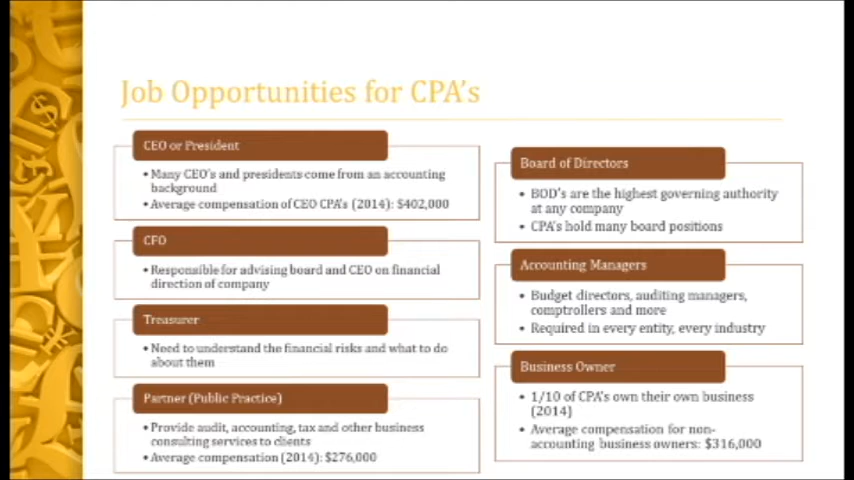 Job Opportunities for CPA's
CEO or President
• Many CEO's and presidents come from an accounting
background
• Average compensation of CEO CPA's (2014): $402,000
CFO
• Responsible for advising board and CEO on financial
direction of company
Treasurer
• Need to understand the financial risks and what to do
about them
Partner (Public Practice)
• Provide audit, accounting, tax and other business
consulting services to clients
• Average compensation (2014): $276,000
Board of Directors
• BOD's are the highest governing authority
at any company
• CPA's hold many board positions
Accounting Managers
• Budget directors, auditing managers,
comptrollers and more
• Required in every entity, every industry
Business Owner
• 1/10 of CPA's own their own business
(2014)
• Average compensation for non-
accounting business owners: $316,000